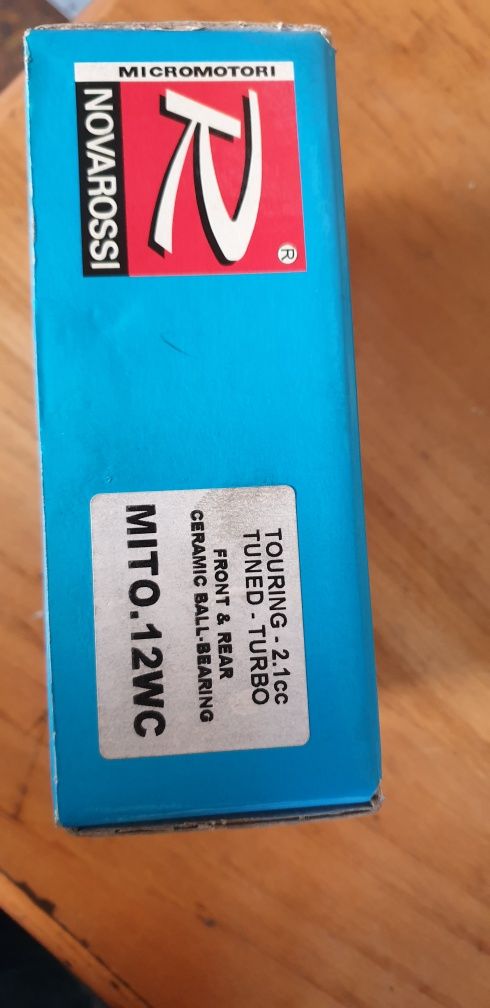 MICROMOTORI
R
NOVAROSSI
®
TOURING - 2.1cc
TUNED - TURBO
FRONT & REAR
CERAMIC BALL-BEARING
MITO.12WC